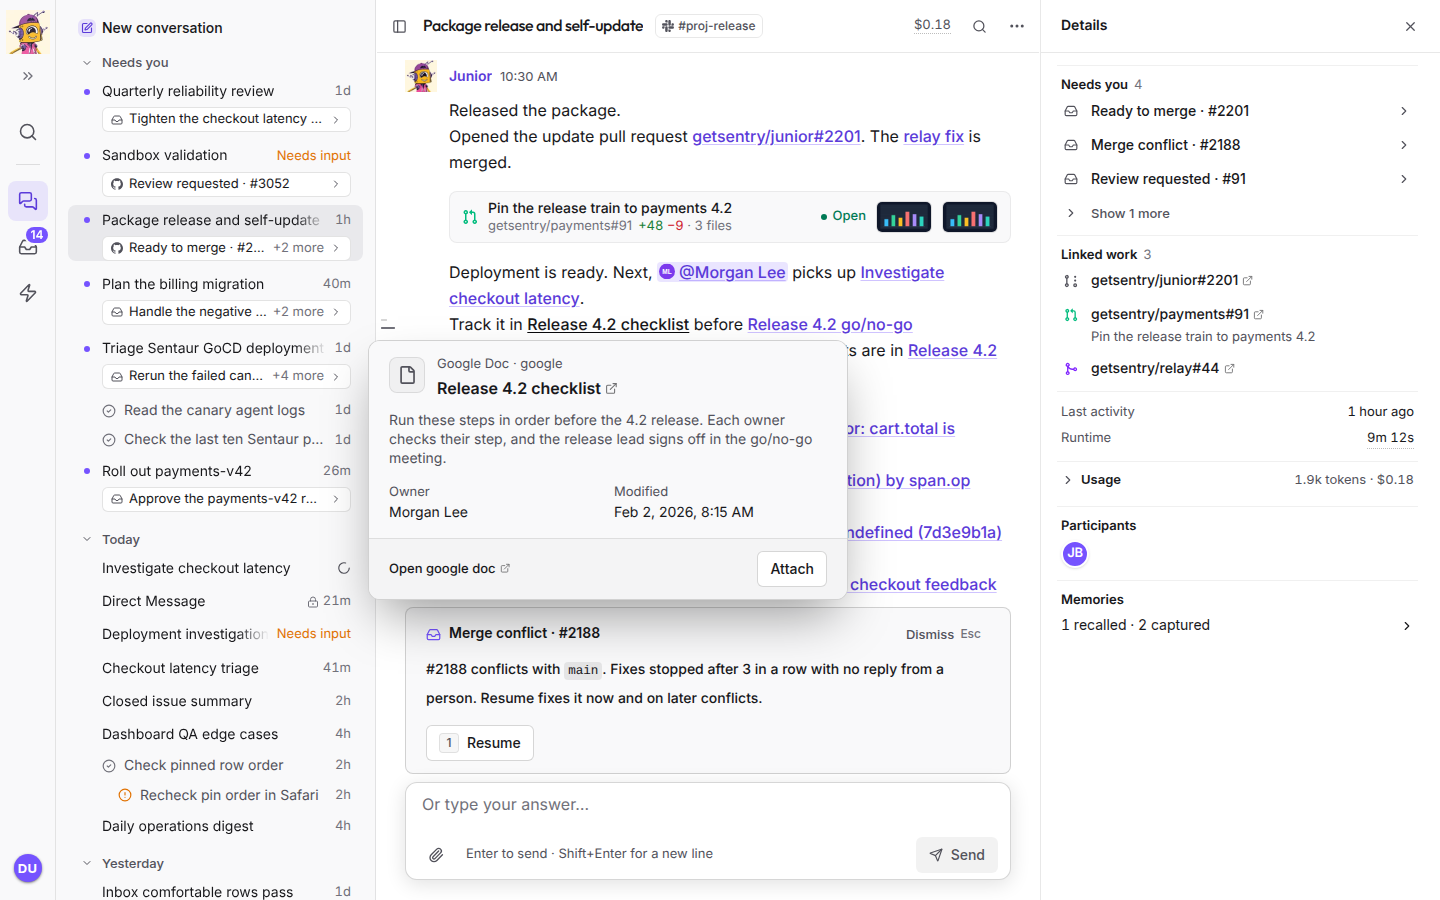 New conversation
Needs you
Quarterly reliability review 1d
Tighten the checkout latency ...
Sandbox validation Needs input
Review requested · #3052
Package release and self-update 1h
Ready to merge · #2... +2 more
Plan the billing migration 40m
Handle the negative ... +2 more
Triage Sentaur GoCD deployment 1d
Rerun the failed can... +4 more
Read the canary agent logs 1d
Check the last ten Sentaur p... 1d
Roll out payments-v42 26m
Approve the payments-v42 r...
Today
Investigate checkout latency
Direct Message 21m
Deployment investigation Needs input
Checkout latency triage 41m
Closed issue summary 2h
Dashboard QA edge cases 4h
Check pinned row order 2h
Recheck pin order in Safari 2h
Daily operations digest 4h
Yesterday
Inbox comfortable rows pass 1d
14
DU
Package release and self-update #proj-release $0.18
Junior 10:30 AM
Released the package.
Opened the update pull request getsentry/junior#2201. The relay fix is
merged.
Pin the release train to payments 4.2
getsentry/payments#91 +48 −9 · 3 files
Open
Deployment is ready. Next, ML @Morgan Lee picks up Investigate
checkout latency.
Track it in Release 4.2 checklist before Release 4.2 go/no-go
s are in Release 4.2
or: cart.total is
tion) by span.op
ndefined (7d3e9b1a)
checkout feedback
Google Doc · google
Release 4.2 checklist
Run these steps in order before the 4.2 release. Each owner
checks their step, and the release lead signs off in the go/no-go
meeting.
Owner Modified
Morgan Lee Feb 2, 2026, 8:15 AM
Open google doc Attach
Merge conflict · #2188 Dismiss Esc
#2188 conflicts with main. Fixes stopped after 3 in a row with no reply from a
person. Resume fixes it now and on later conflicts.
1 Resume
Or type your answer...
Enter to send · Shift+Enter for a new line Send
Details
Needs you 4
Ready to merge · #2201
Merge conflict · #2188
Review requested · #91
Show 1 more
Linked work 3
getsentry/junior#2201
getsentry/payments#91
Pin the release train to payments 4.2
getsentry/relay#44
Last activity 1 hour ago
Runtime 9m 12s
Usage 1.9k tokens · $0.18
Participants
JB
Memories
1 recalled · 2 captured